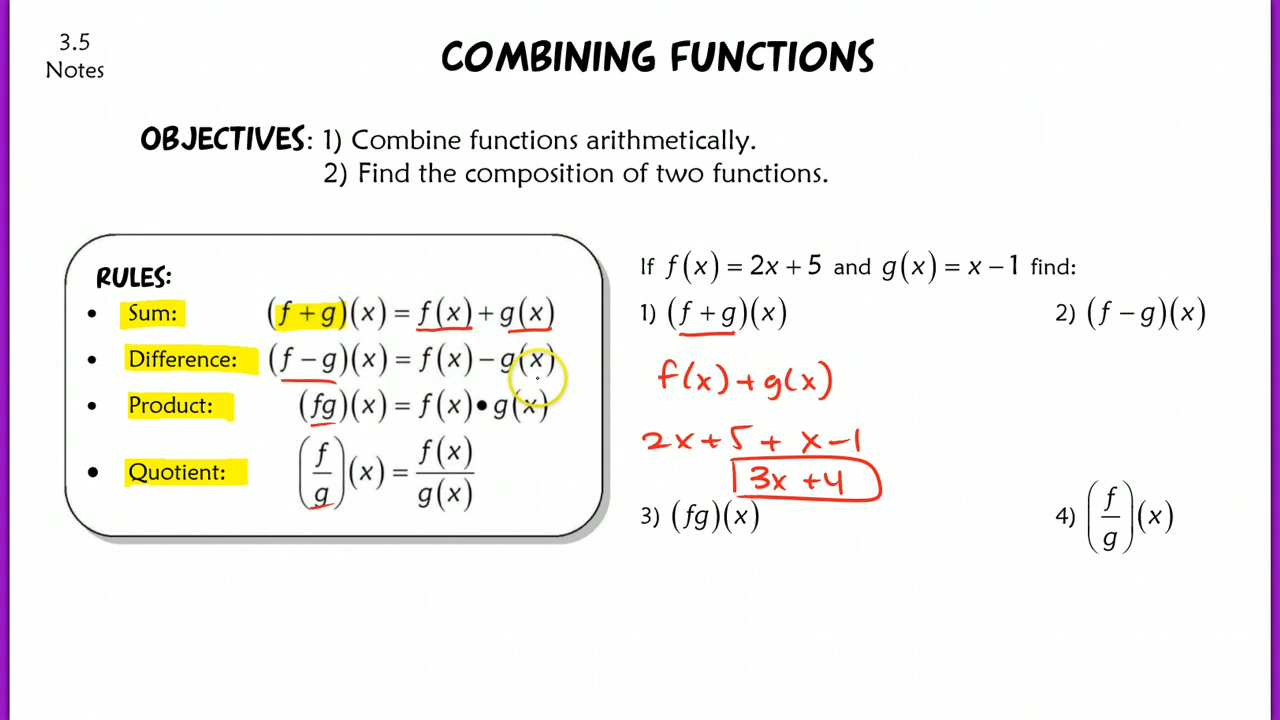 3.5
Notes
COMBINING FUNCTIONS
OBJECTIVES: 1) Combine functions arithmetically.
2) Find the composition of two functions.
RULES:
• Sum: (f + g)(x) = f(x) + g(x)
• Difference: (f − g)(x) = f(x) − g(x)
• Product: (fg)(x) = f(x) • g(x)
• Quotient: (f/g)(x) = f(x)/g(x)
If f(x) = 2x + 5 and g(x) = x − 1 find:
1) (f + g)(x) 2) (f − g)(x)
f(x) + g(x)
2x + 5 + x − 1
3x + 4
3) (fg)(x) 4) (f/g)(x)